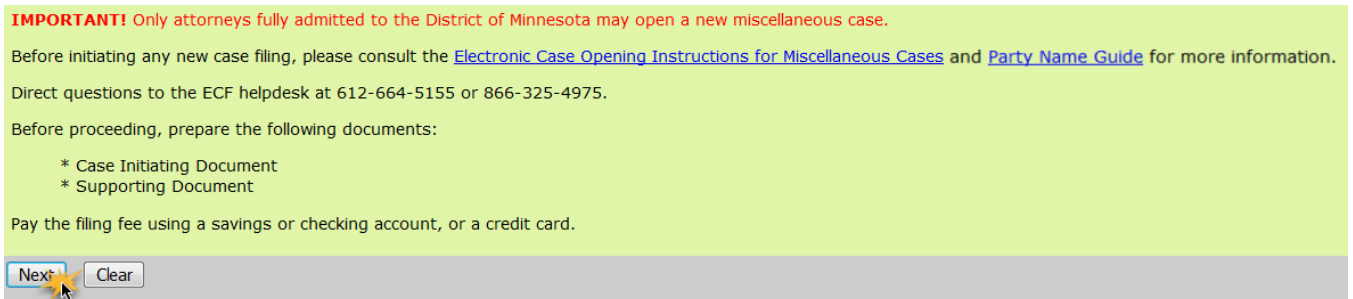 IMPORTANT! Only attorneys fully admitted to the District of Minnesota may open a new miscellaneous case.
Before initiating any new case filing, please consult the Electronic Case Opening Instructions for Miscellaneous Cases and Party Name Guide for more information.
Direct questions to the ECF helpdesk at 612-664-5155 or 866-325-4975.
Before proceeding, prepare the following documents:
* Case Initiating Document
* Supporting Document
Pay the filing fee using a savings or checking account, or a credit card.
Next Clear